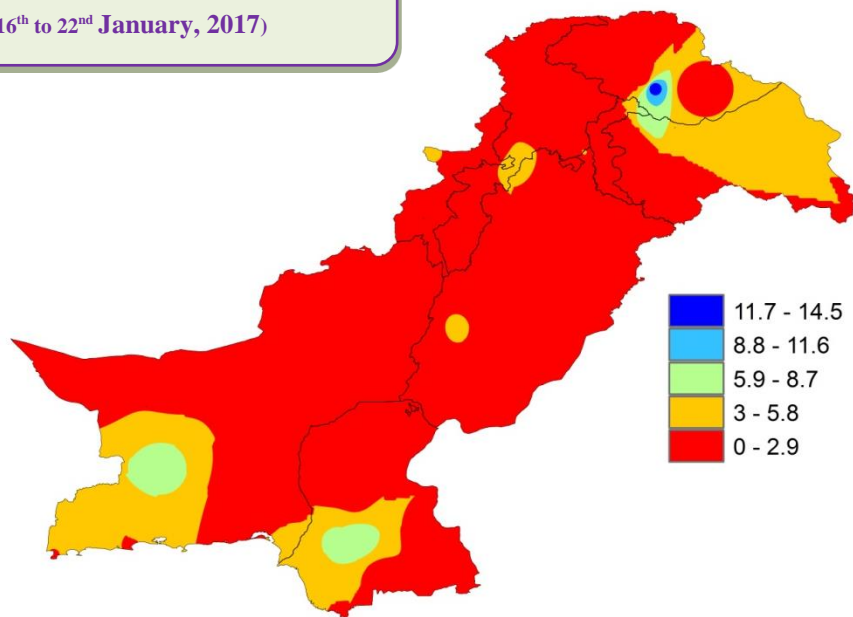 16th to 22nd January, 2017)
11.7 - 14.5
8.8 - 11.6
5.9 - 8.7
3 - 5.8
0 - 2.9